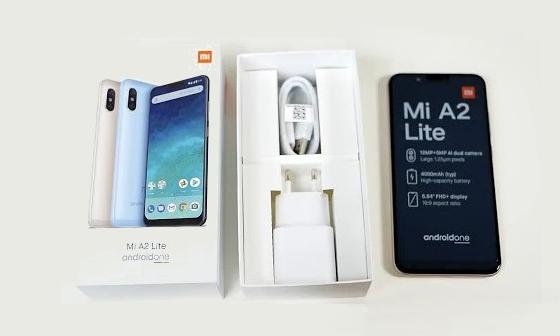 mi
Mi A2 Lite
androidone
mi
Mi A2
Lite
12MP+5MP AI dual camera
Large 1.25μm pixels
4000mAh (typ)
High-capacity battery
5.84" FHD+ display
19:9 aspect ratio
androidone